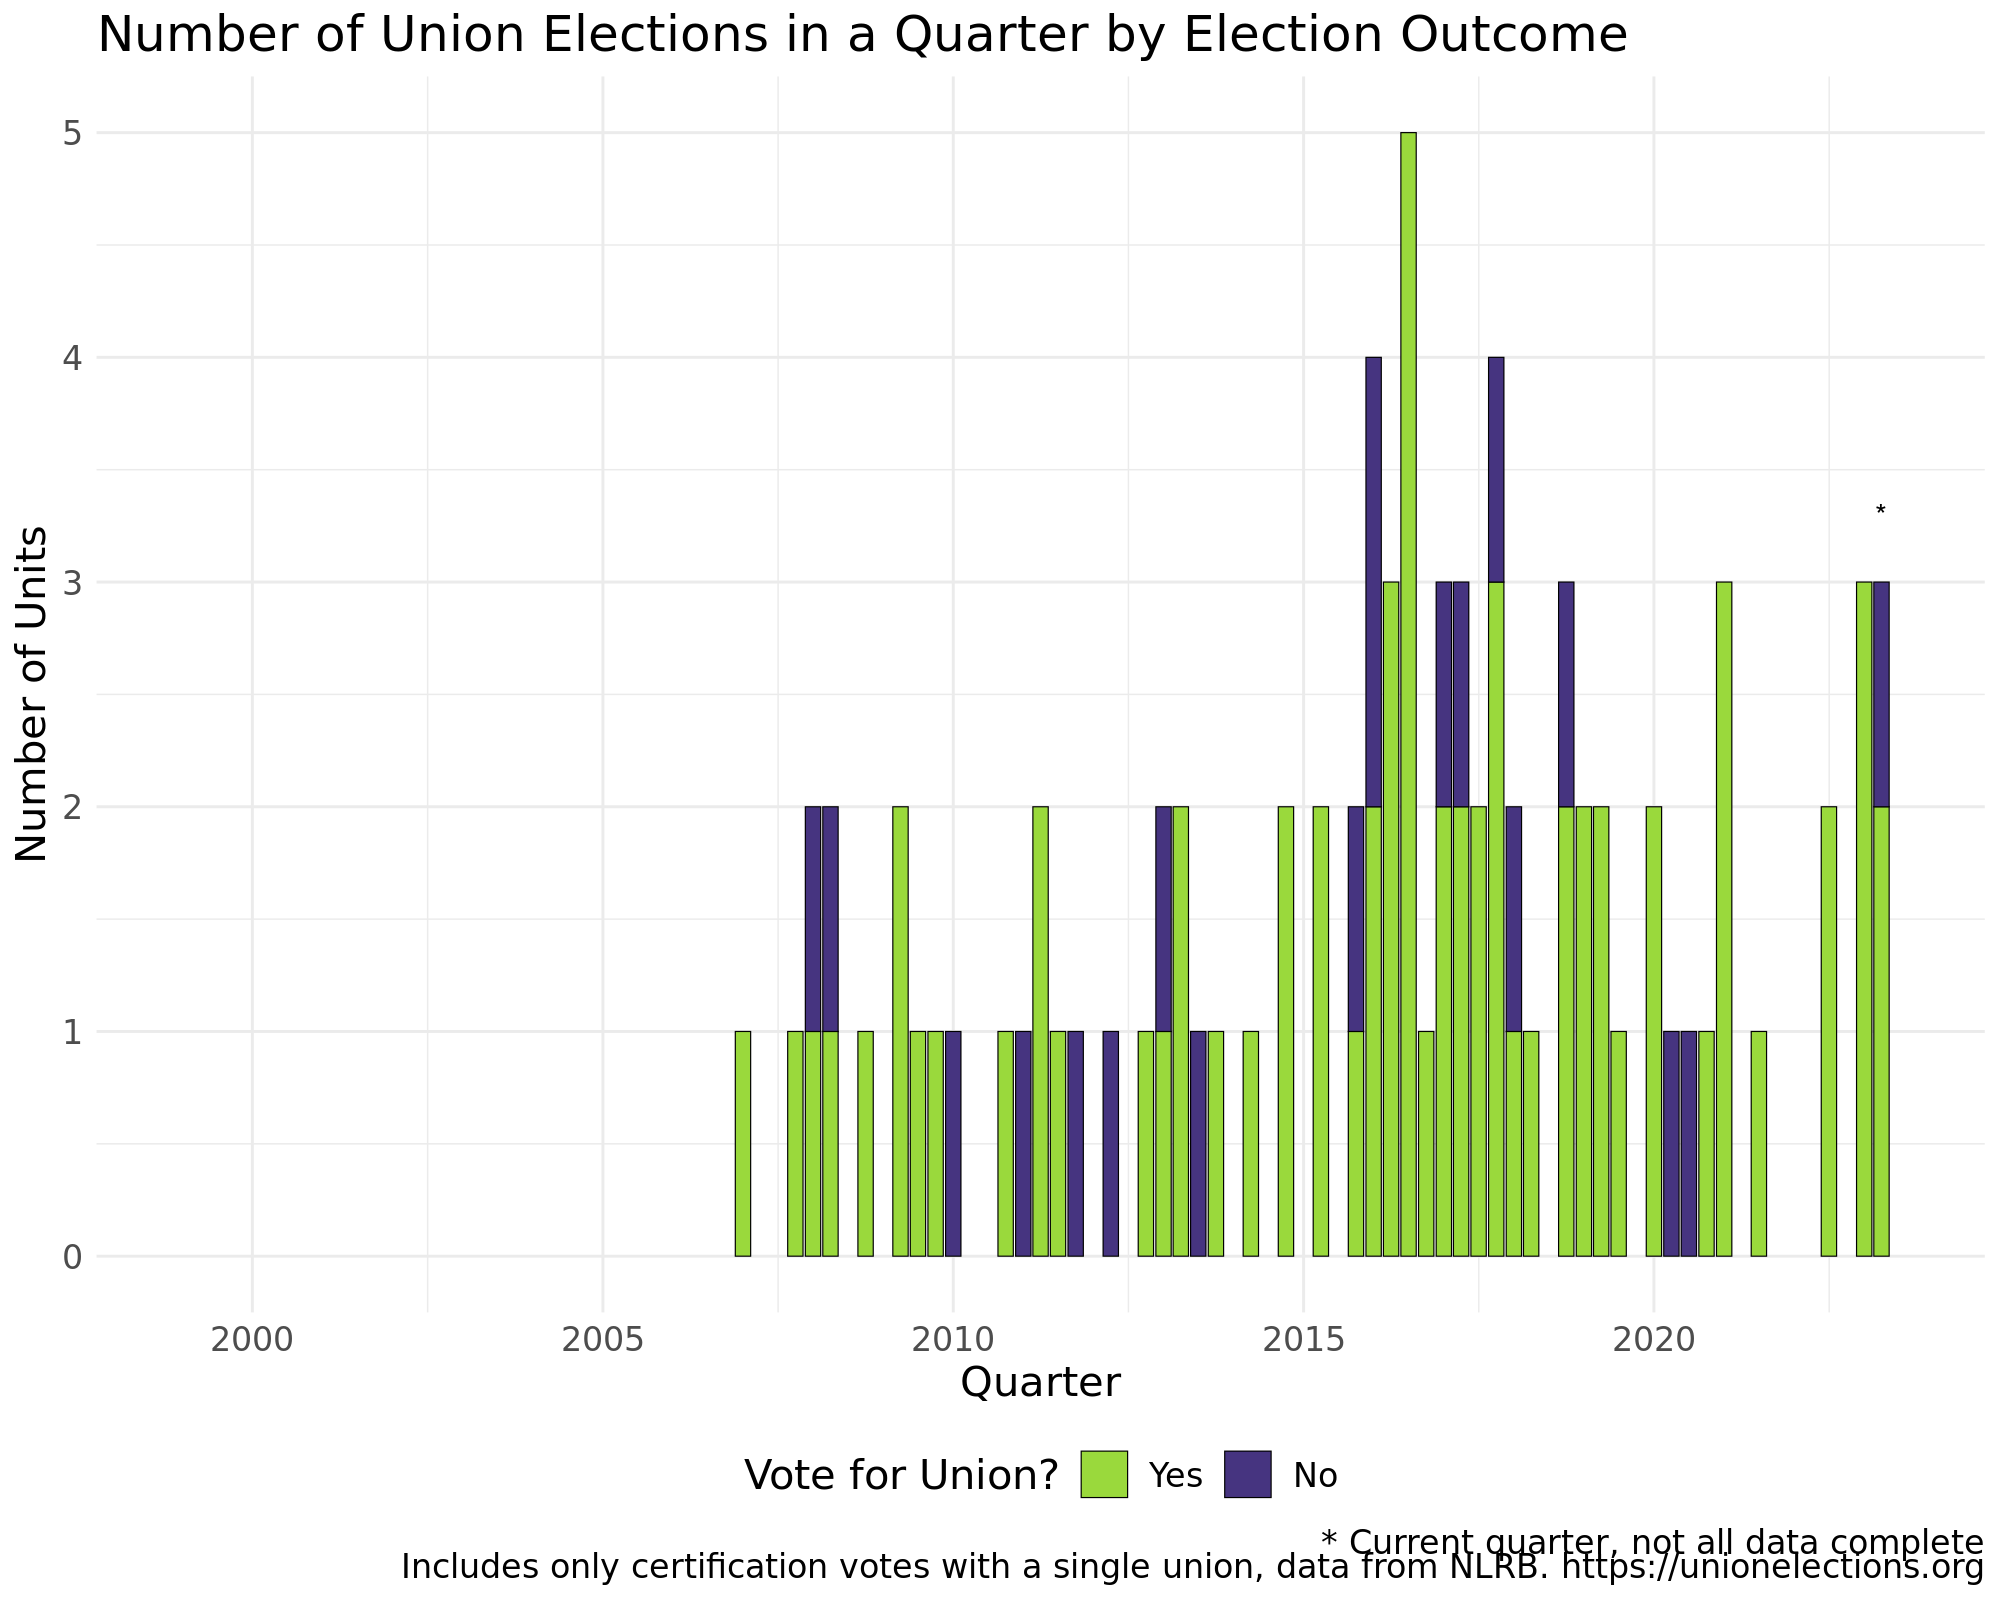 Number of Union Elections in a Quarter by Election Outcome
5
4
3
2
1
0
Number of Units
*
2000 2005 2010 2015 2020
Quarter
Vote for Union? Yes No
* Current quarter, not all data complete
Includes only certification votes with a single union, data from NLRB. https://unionelections.org